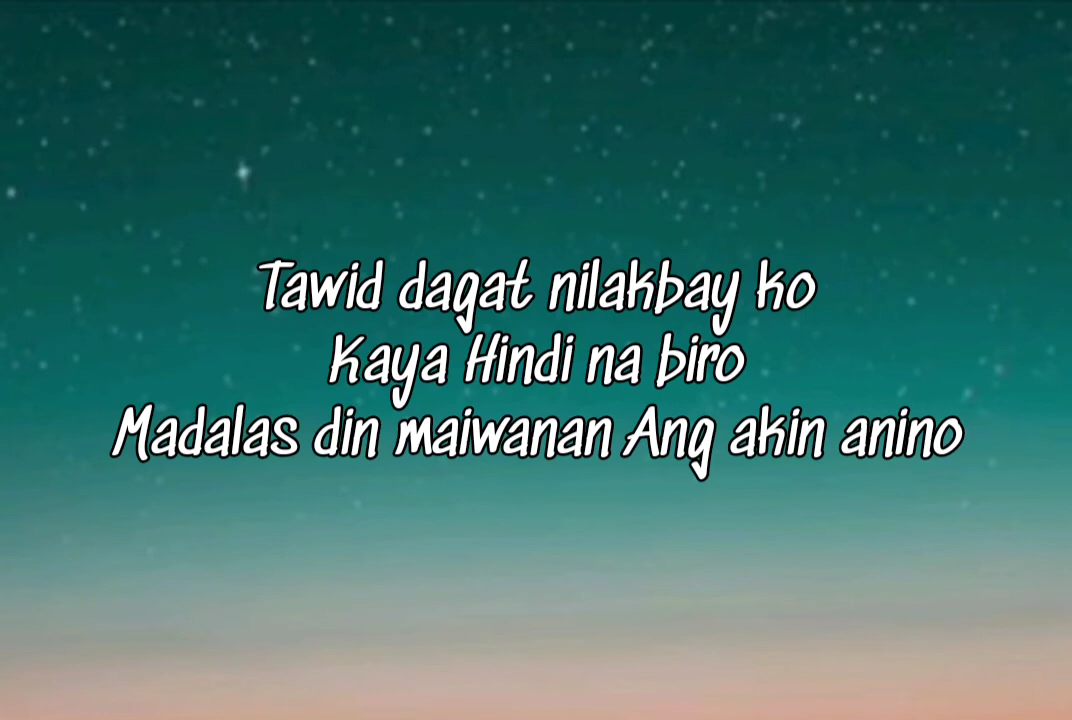 Tawid dagat nilakbay ko
Kaya Hindi na biro
Madalas din maiwanan Ang akin anino